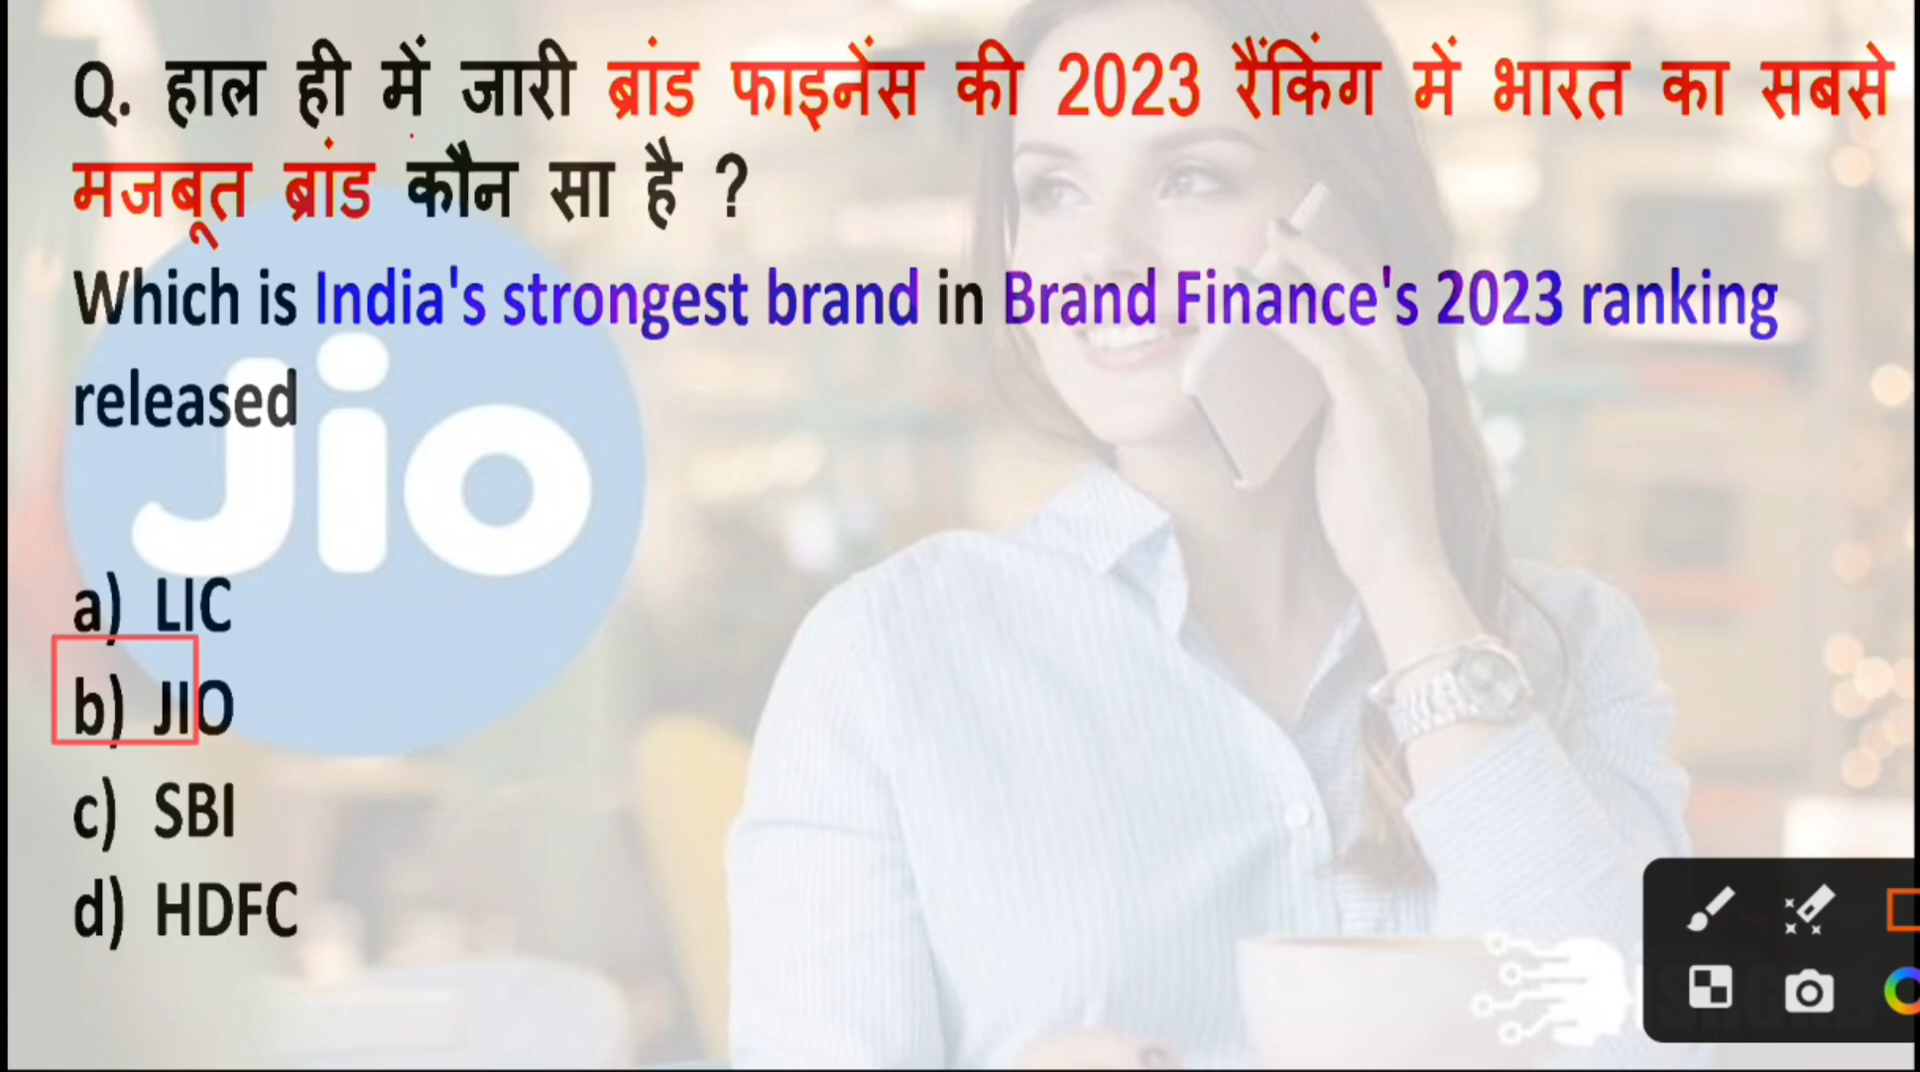 Q. हाल ही में जारी ब्रांड फाइनेंस की 2023 रैंकिंग में भारत का सबसे
मजबूत ब्रांड कौन सा है ?
Which is India's strongest brand in Brand Finance's 2023 ranking
released
Jio
a) LIC
b) JIO
c) SBI
d) HDFC